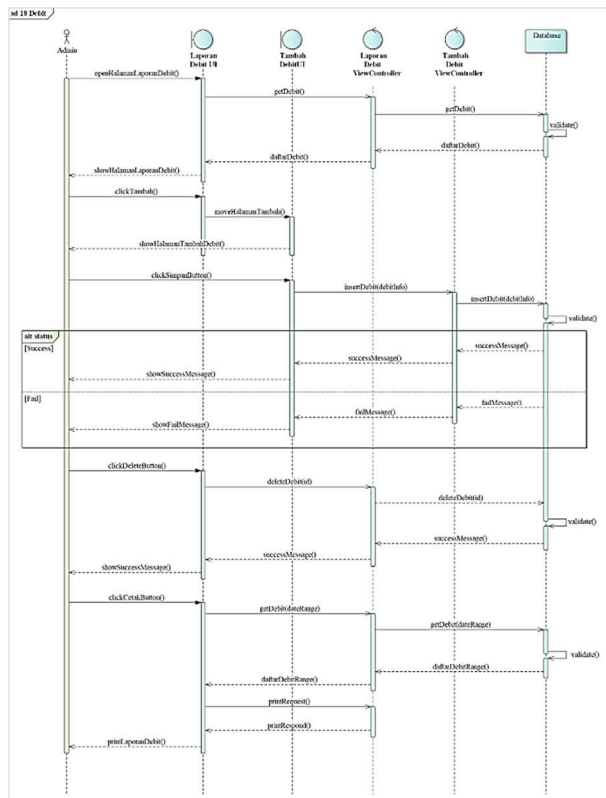 sd 18 Debit
Admin
Laporan
Debit UI
Tambah
DebitUI
Laporan
Debit
ViewController
Tambah
Debit
ViewController
Database
openHalamanLaporanDebit()
getDebit()
getDebit()
validate()
daftarDebit()
daftarDebit()
showHalamanLaporanDebit()
clickTambah()
moveHalamanTambah()
showHalamanTambahDebit()
clickSimpanButton()
insertDebit(debitInfo)
insertDebit(debitInfo)
validate()
alt status
[Success]
successMessage()
successMessage()
showSuccessMessage()
[Fail]
failMessage()
failMessage()
showFailMessage()
clickDeleteButton()
deleteDebit(id)
deleteDebit(id)
validate()
successMessage()
successMessage()
showSuccessMessage()
clickCetakButton()
getDebit(dateRange)
getDebit(dateRange)
validate()
daftarDebitRange()
daftarDebitRange()
printRequest()
printRespond()
printLaporanDebit()